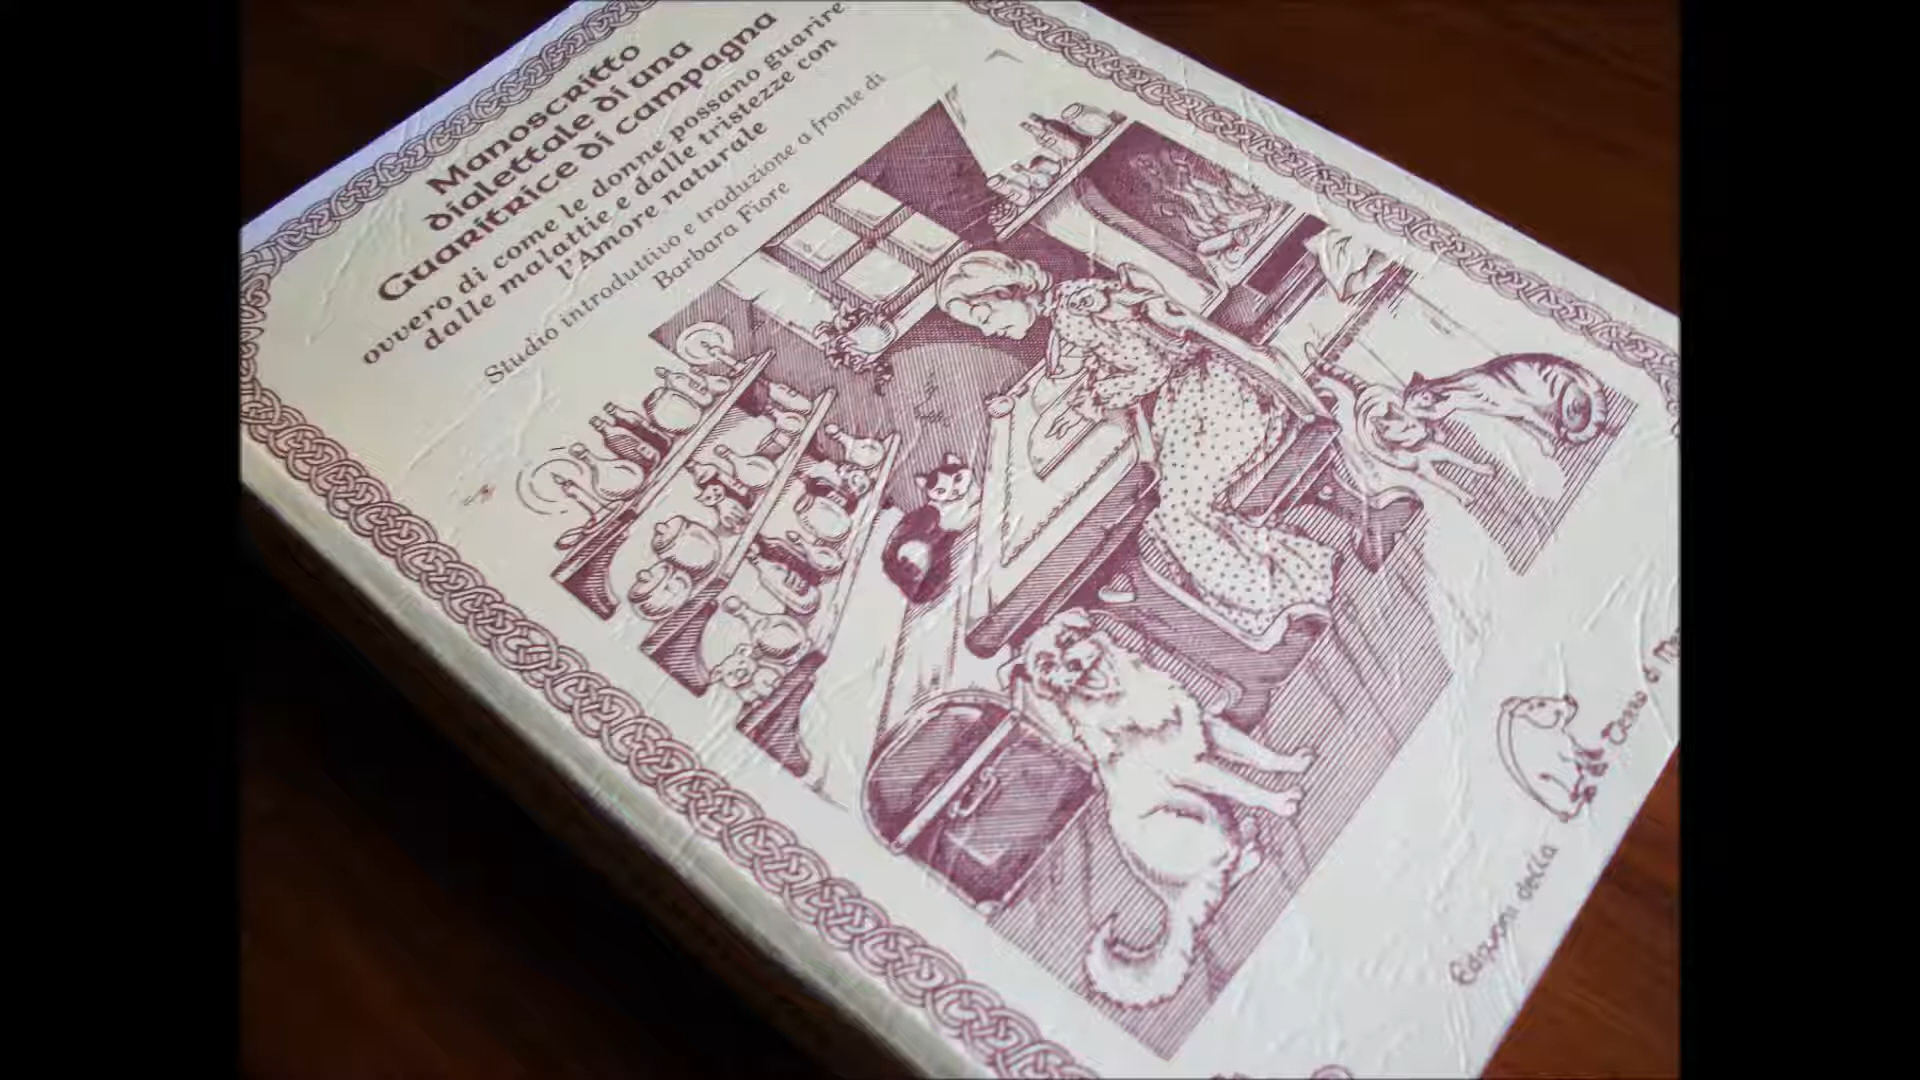 Manoscritto
dialettale di una
Guaritrice di campagna
ovvero di come le donne possano guarire
dalle malattie e dalle tristezze con
l'Amore naturale
Studio introduttivo e traduzione a fronte di
Barbara Fiore
Edizioni della